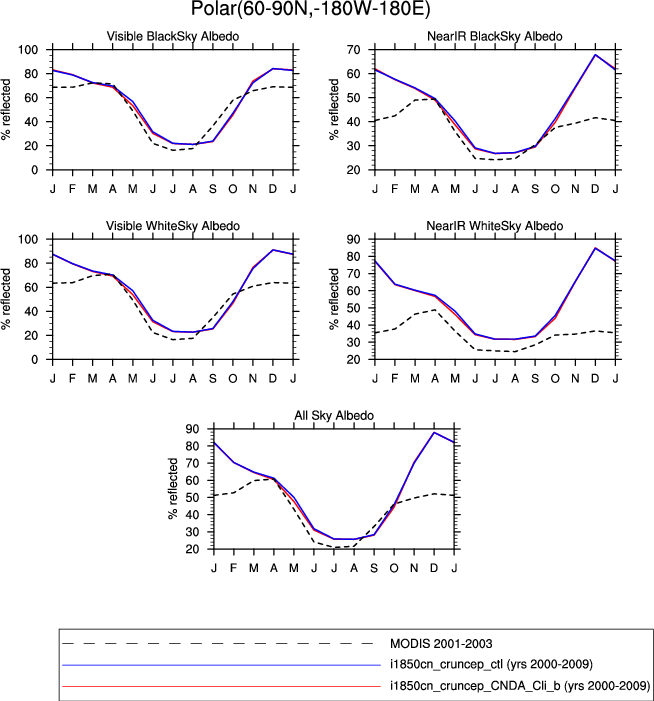 Polar(60-90N,-180W-180E)
Visible BlackSky Albedo
% reflected
100
80
60
40
20
0
J F M A M J J A S O N D J
NearIR BlackSky Albedo
% reflected
70
60
50
40
30
20
J F M A M J J A S O N D J
Visible WhiteSky Albedo
% reflected
100
80
60
40
20
0
J F M A M J J A S O N D J
NearIR WhiteSky Albedo
% reflected
90
80
70
60
50
40
30
20
J F M A M J J A S O N D J
All Sky Albedo
% reflected
90
80
70
60
50
40
30
20
J F M A M J J A S O N D J
MODIS 2001-2003
i1850cn_cruncep_ctl (yrs 2000-2009)
i1850cn_cruncep_CNDA_Cli_b (yrs 2000-2009)